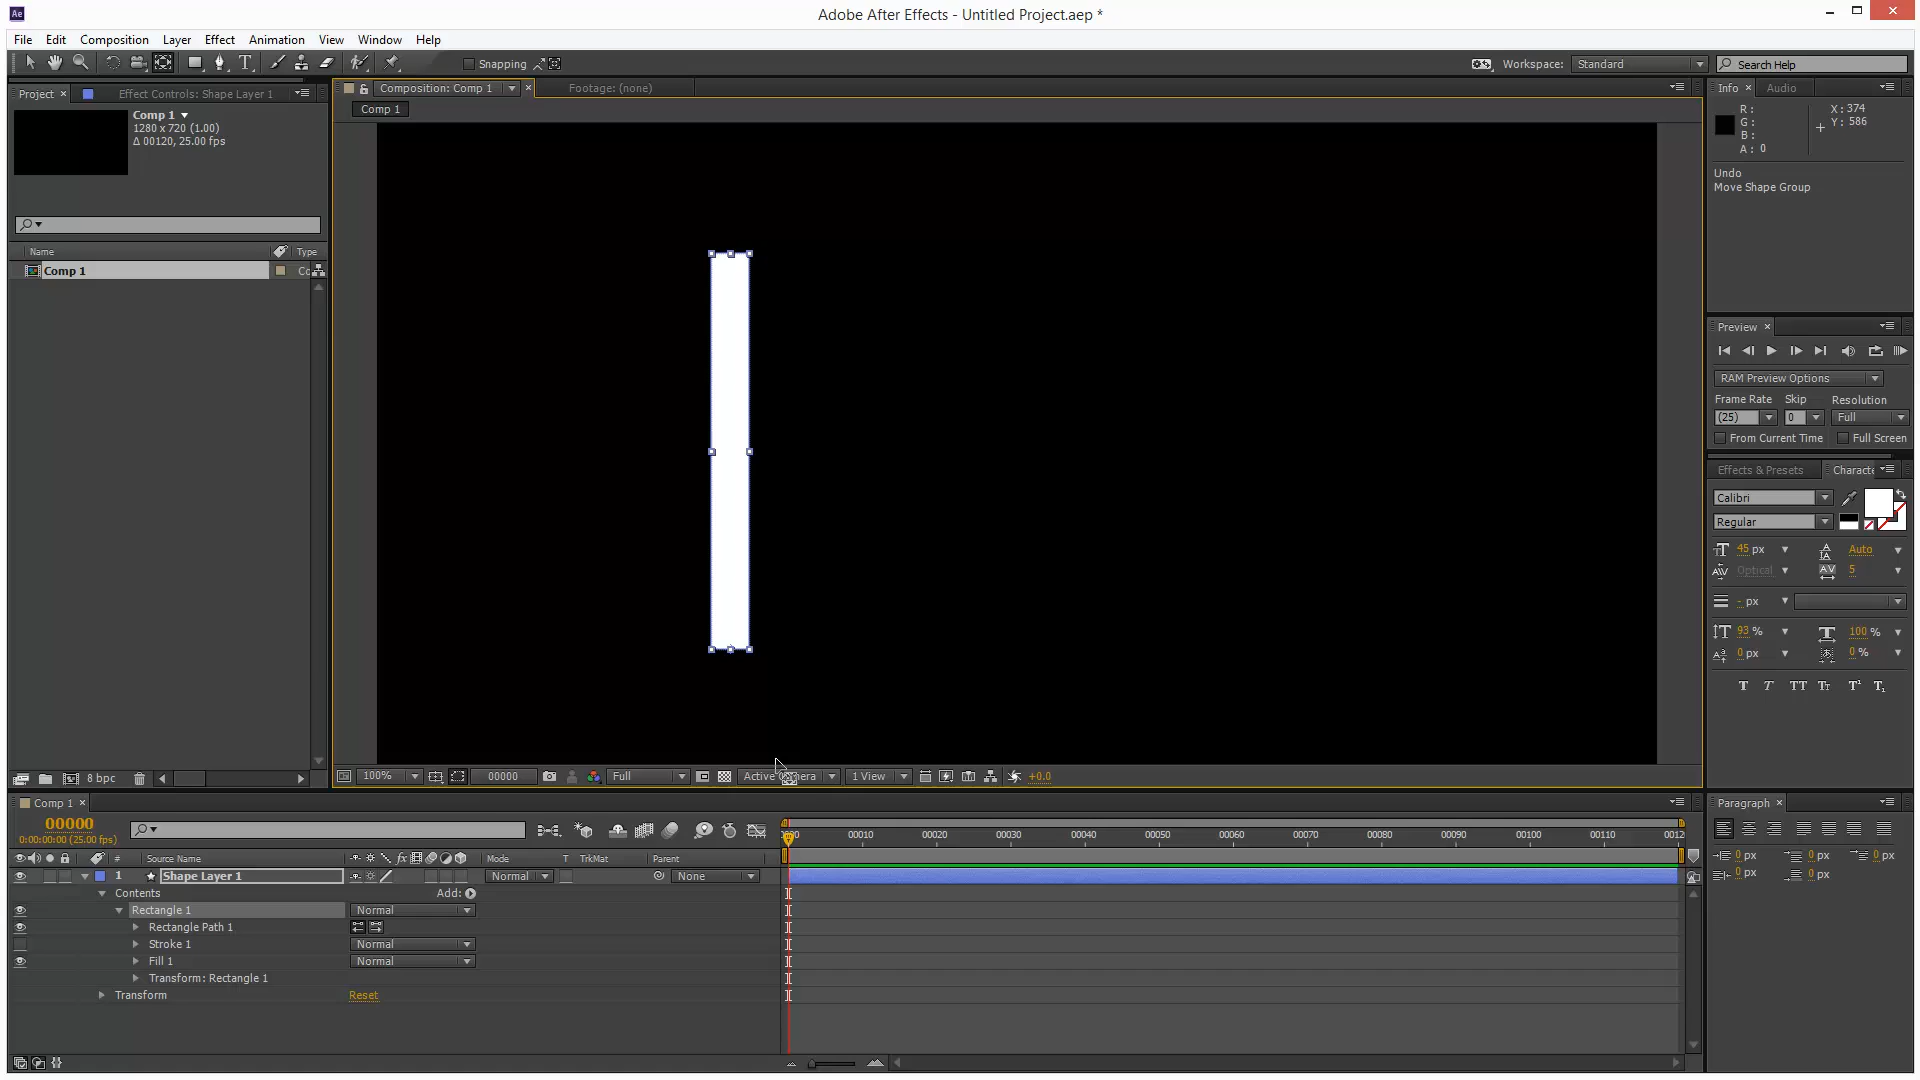 Ae
Adobe After Effects - Untitled Project.aep *
File Edit Composition Layer Effect Animation View Window Help
Snapping
Workspace: Standard
Search Help
Project Effect Controls: Shape Layer 1
Composition: Comp 1
Footage: (none)
Info Audio
Comp 1
Comp 1
1280 x 720 (1.00)
Δ 00120, 25.00 fps
R :
G :
B :
A : 0
X : 374
Y : 586
Undo
Move Shape Group
Name Type
Comp 1
Preview
RAM Preview Options
Frame Rate Skip Resolution
(25) 0 Full
From Current Time Full Screen
Effects & Presets
Calibri
Regular
45 px Auto
Optical 5
- px
93 % 100 %
0 px 0 %
T T TT Tt T¹ T₁
8 bpc
100% 00000 Full 1 View +0.0
Comp 1
Paragraph
00000
0:00:00:00 (25.00 fps)
00010 00020 00030 00040 00050 00060 00070 00080 00090 00100 00110
# Source Name Mode T TrkMat Parent
1 Shape Layer 1 Normal None
Contents Add:
Rectangle 1 Normal
Rectangle Path 1
Stroke 1 Normal
Fill 1 Normal
Transform: Rectangle 1
Transform Reset
0 px 0 px 0 px
0 px 0 px